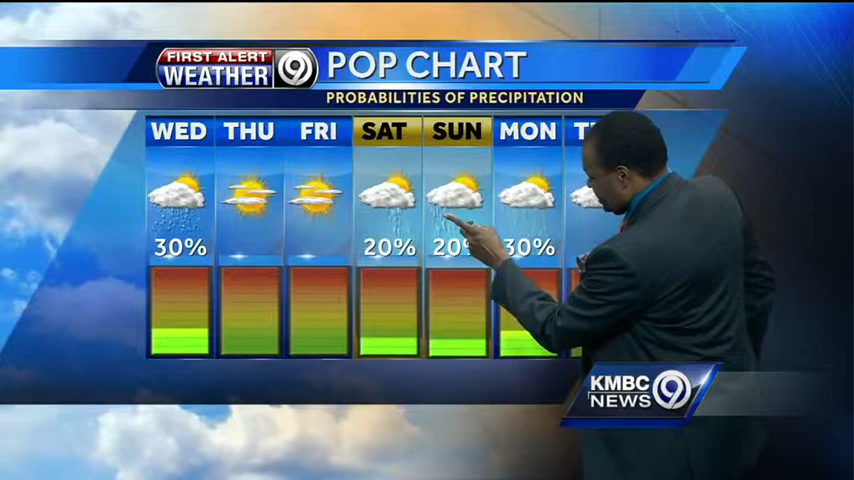 FIRST ALERT
WEATHER 9
POP CHART
PROBABILITIES OF PRECIPITATION
WED THU FRI SAT SUN MON
30% 20% 30%
KMBC 9
NEWS